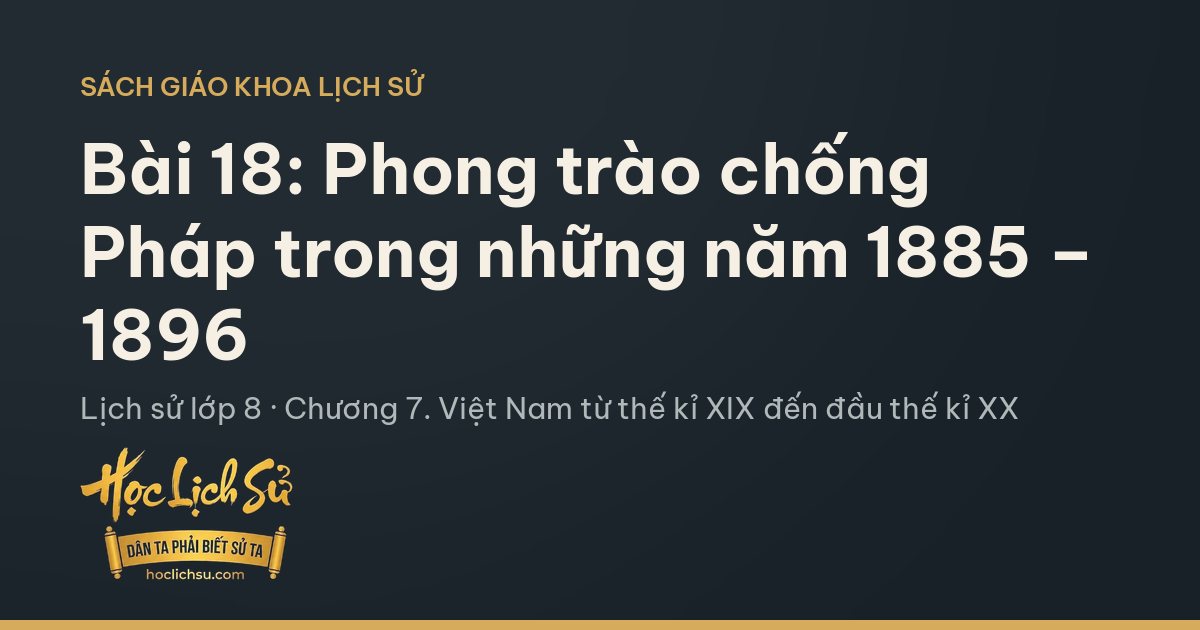 SÁCH GIÁO KHOA LỊCH SỬ
Bài 18: Phong trào chống
Pháp trong những năm 1885 –
1896
Lịch sử lớp 8 · Chương 7. Việt Nam từ thế kỉ XIX đến đầu thế kỉ XX
Học Lịch Sử
DÂN TA PHẢI BIẾT SỬ TA
hoclichsu.com